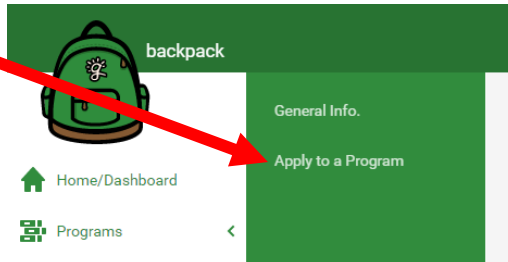 backpack
General Info.
Apply to a Program
Home/Dashboard
Programs